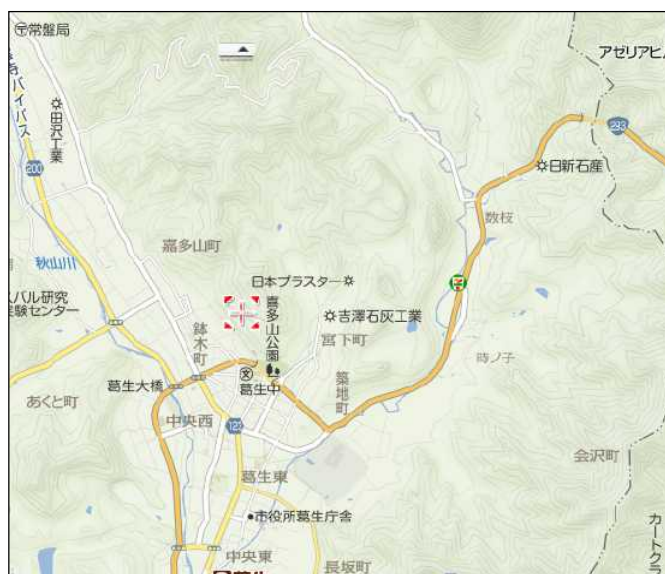 〒常盤局
アゼリアヒ
寺バイパス
田沢工業
293
200
日新石産
数枝
嘉多山町
秋山川
日本プラスター
スバル研究
実験センター
吉澤石灰工業
喜多山公園
宮下町
鉢木町
時ノ子
葛生大橋
文
葛生中
築地町
あくと町
中央西
123
会沢町
葛生東
市役所葛生庁舎
中央東
長坂町
カートクラ